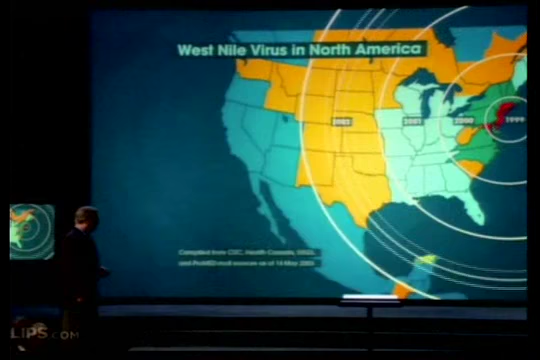 West Nile Virus in North America
2002
2001
2000
1999
Compiled from CDC, Health Canada, USGS,
and ProMED mail sources as of 14 May 2003
LIPS.COM